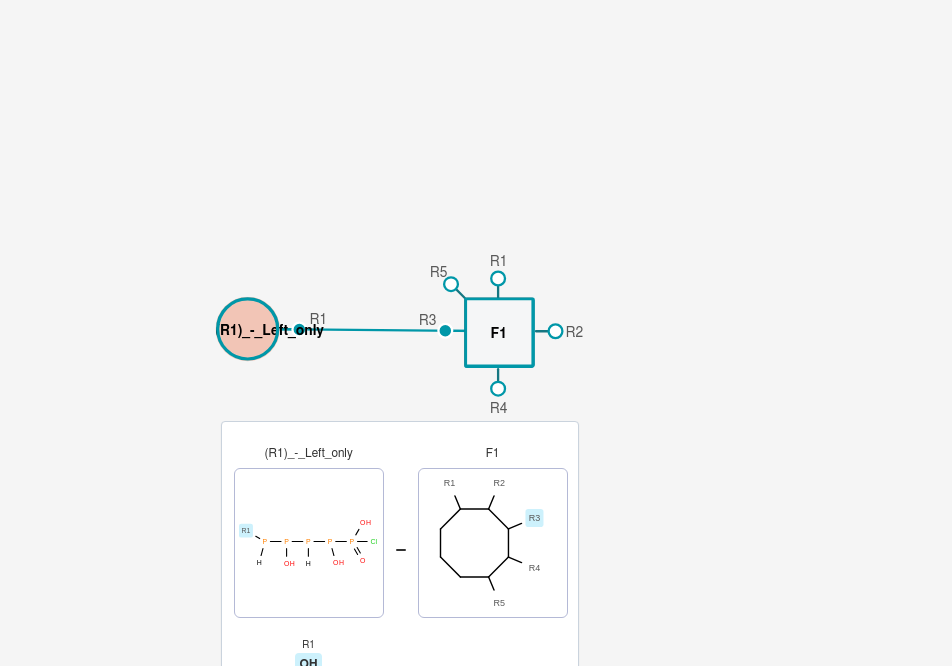 R5
R1
R1
R3
R1)_-_Left_only
F1
R2
R4
(R1)_-_Left_only
F1
R1
R2
R3
R4
R5
R1
P
P
P
P
P
OH
Cl
H
OH
H
OH
O
R1
OH